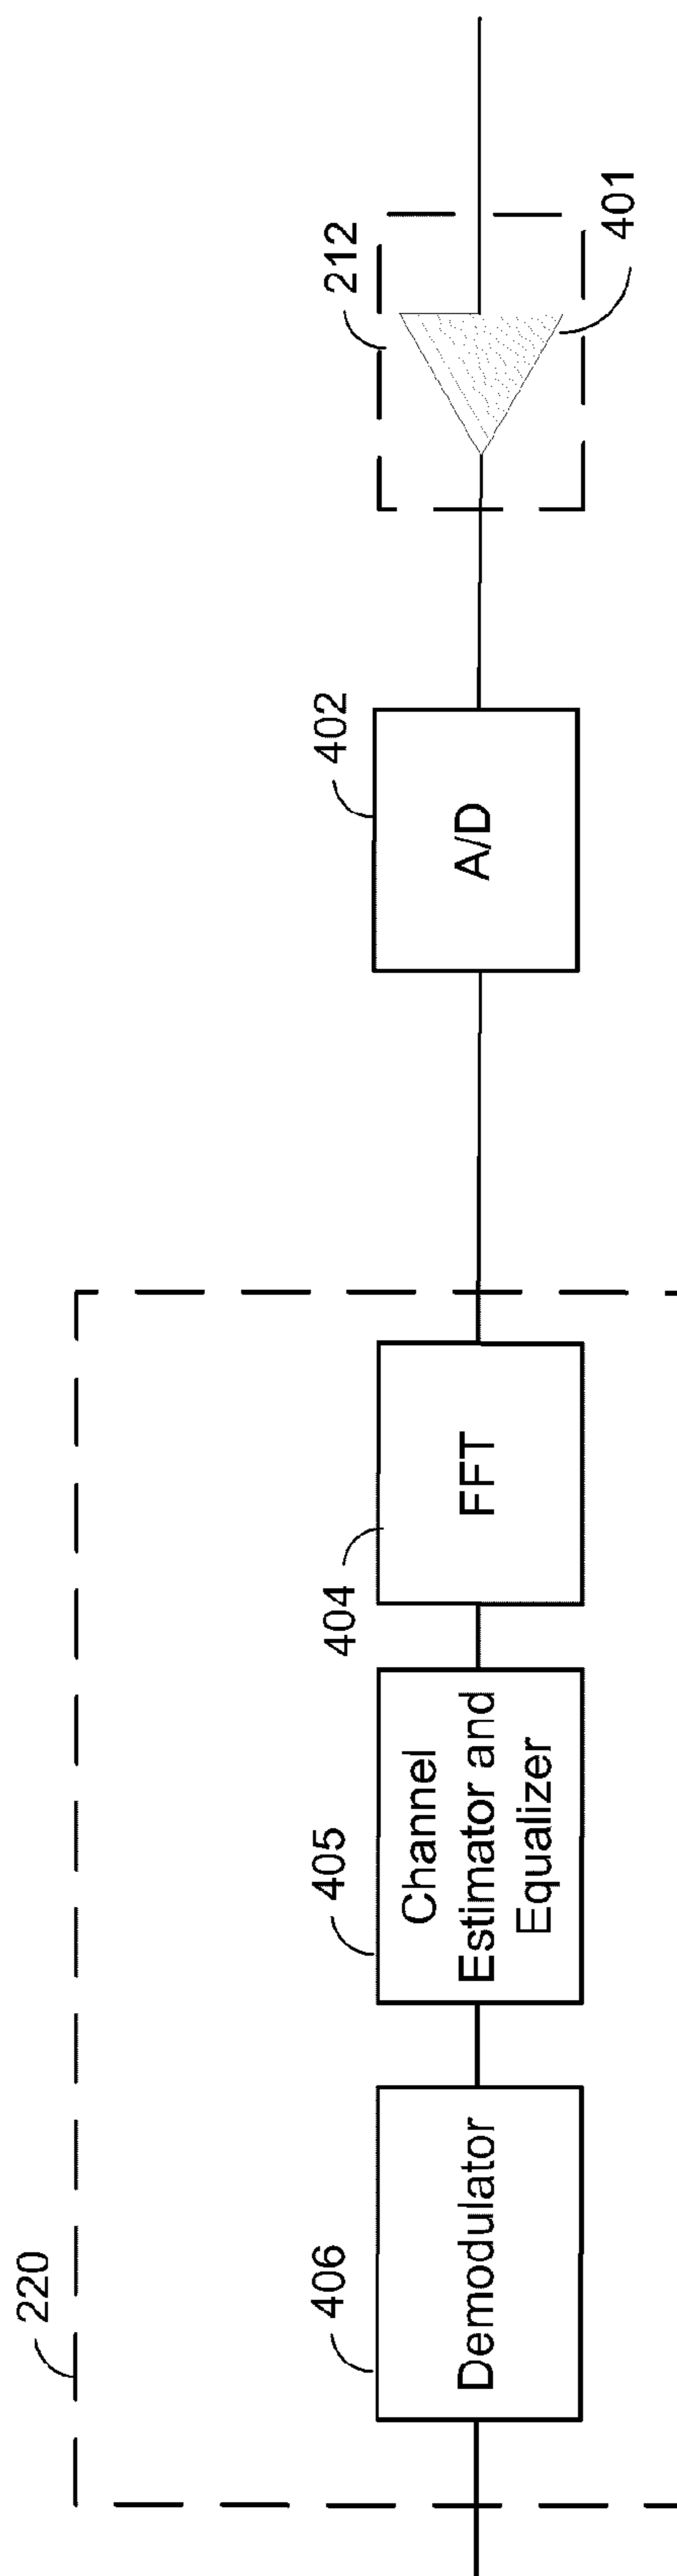 220
406
Demodulator
405
Channel
Estimator and
Equalizer
404
FFT
402
A/D
212
401